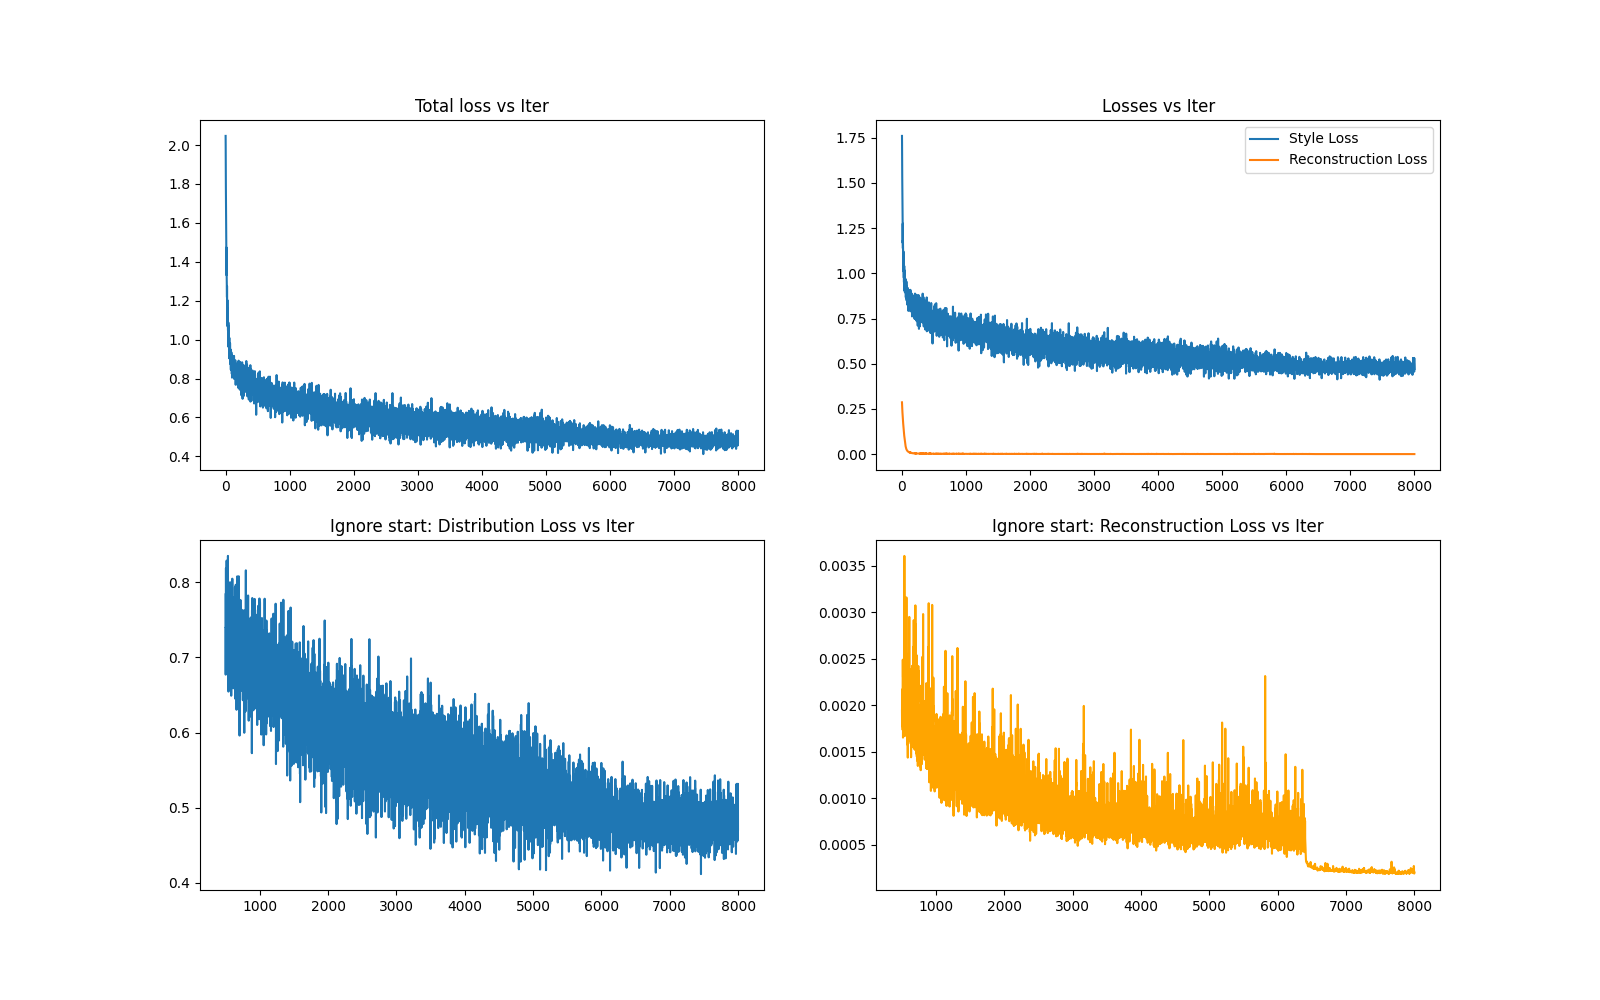 Total loss vs Iter
2.0
1.8
1.6
1.4
1.2
1.0
0.8
0.6
0.4
0 1000 2000 3000 4000 5000 6000 7000 8000
Losses vs Iter
Style Loss
Reconstruction Loss
1.75
1.50
1.25
1.00
0.75
0.50
0.25
0.00
0 1000 2000 3000 4000 5000 6000 7000 8000
Ignore start: Distribution Loss vs Iter
0.8
0.7
0.6
0.5
0.4
1000 2000 3000 4000 5000 6000 7000 8000
Ignore start: Reconstruction Loss vs Iter
0.0035
0.0030
0.0025
0.0020
0.0015
0.0010
0.0005
1000 2000 3000 4000 5000 6000 7000 8000